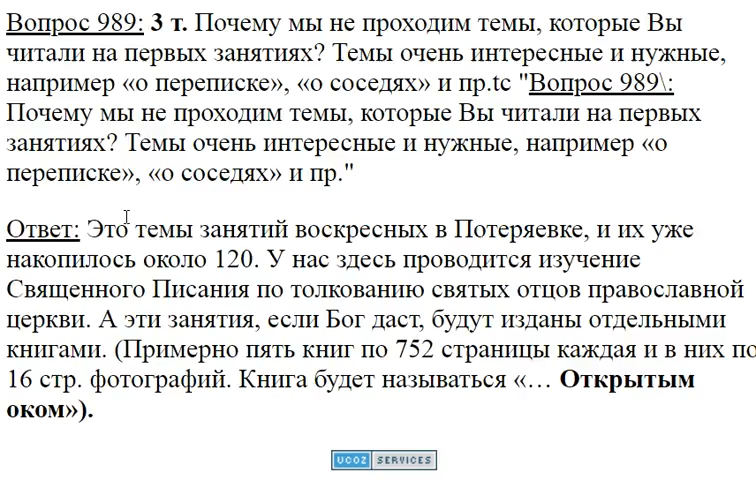 Вопрос 989: 3 т. Почему мы не проходим темы, которые Вы
читали на первых занятиях? Темы очень интересные и нужные,
например «о переписке», «о соседях» и пр.tc "Вопрос 989\:
Почему мы не проходим темы, которые Вы читали на первых
занятиях? Темы очень интересные и нужные, например «о
переписке», «о соседях» и пр."
Ответ: Это темы занятий воскресных в Потеряевке, и их уже
накопилось около 120. У нас здесь проводится изучение
Священного Писания по толкованию святых отцов православной
церкви. А эти занятия, если Бог даст, будут изданы отдельными
книгами. (Примерно пять книг по 752 страницы каждая и в них по
16 стр. фотографий. Книга будет называться «… Открытым
оком»).
UCOZ SERVICES